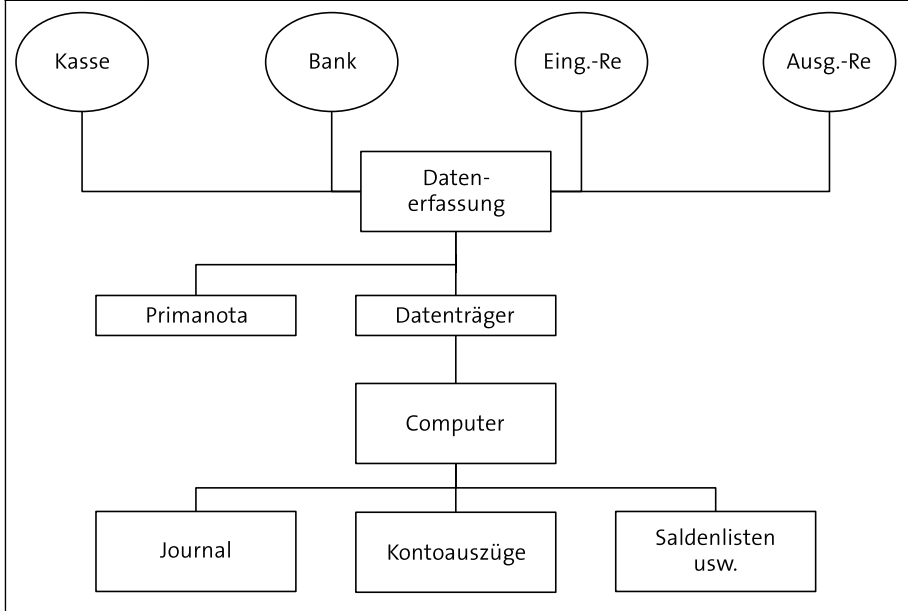 Kasse
Bank
Eing.-Re
Ausg.-Re
Daten-
erfassung
Primanota
Datenträger
Computer
Journal
Kontoauszüge
Saldenlisten
usw.